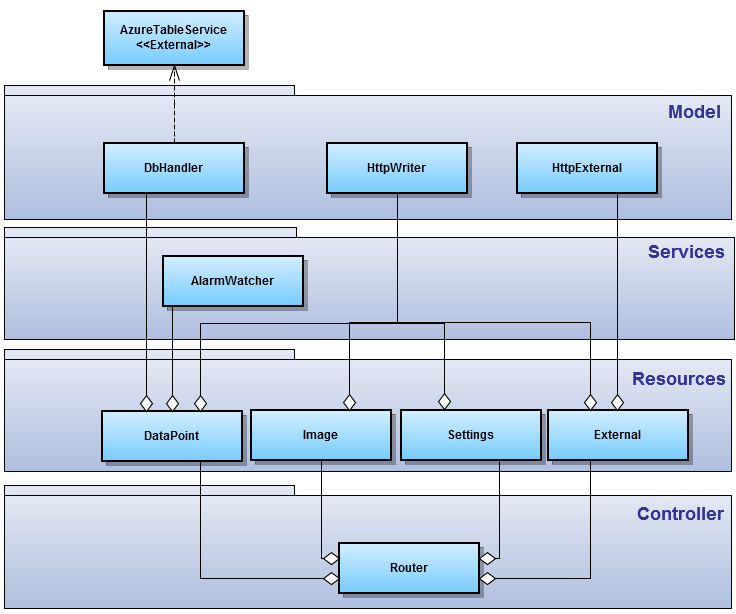 AzureTableService
<<External>>
Model
DbHandler
HttpWriter
HttpExternal
Services
AlarmWatcher
Resources
DataPoint
Image
Settings
External
Controller
Router